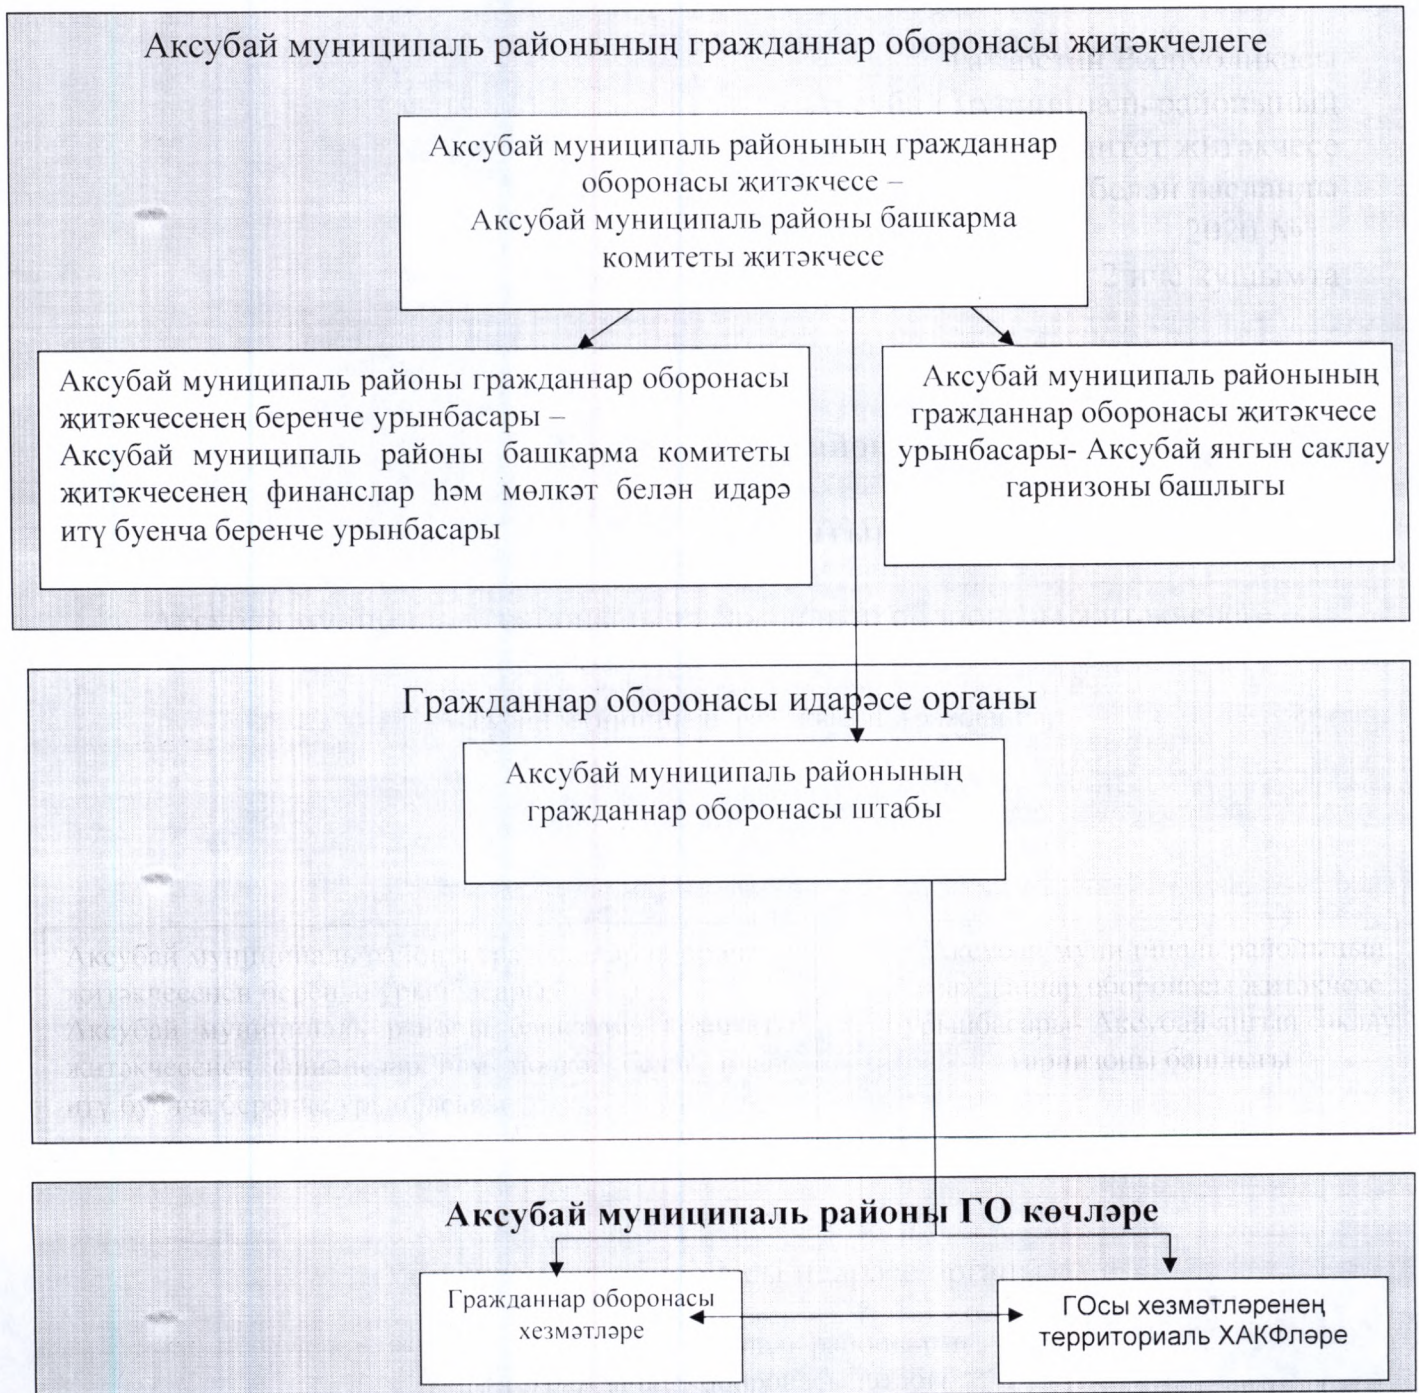 Аксубай муниципаль районының гражданнар оборонасы җитәкчелеге
Аксубай муниципаль районының гражданнар
оборонасы җитәкчесе –
Аксубай муниципаль районы башкарма
комитеты җитәкчесе
Аксубай муниципаль районы гражданнар оборонасы
җитәкчесенең беренче урынбасары –
Аксубай муниципаль районы башкарма комитеты
җитәкчесенең финанслар һәм мөлкәт белән идарә
итү буенча беренче урынбасары
Аксубай муниципаль районының
гражданнар оборонасы җитәкчесе
урынбасары- Аксубай янгын саклау
гарнизоны башлыгы
Гражданнар оборонасы идарәсе органы
Аксубай муниципаль районының
гражданнар оборонасы штабы
Аксубай муниципаль районы ГО көчләре
Гражданнар оборонасы
хезмәтләре
ГОсы хезмәтләренең
территориаль ХАКФләре